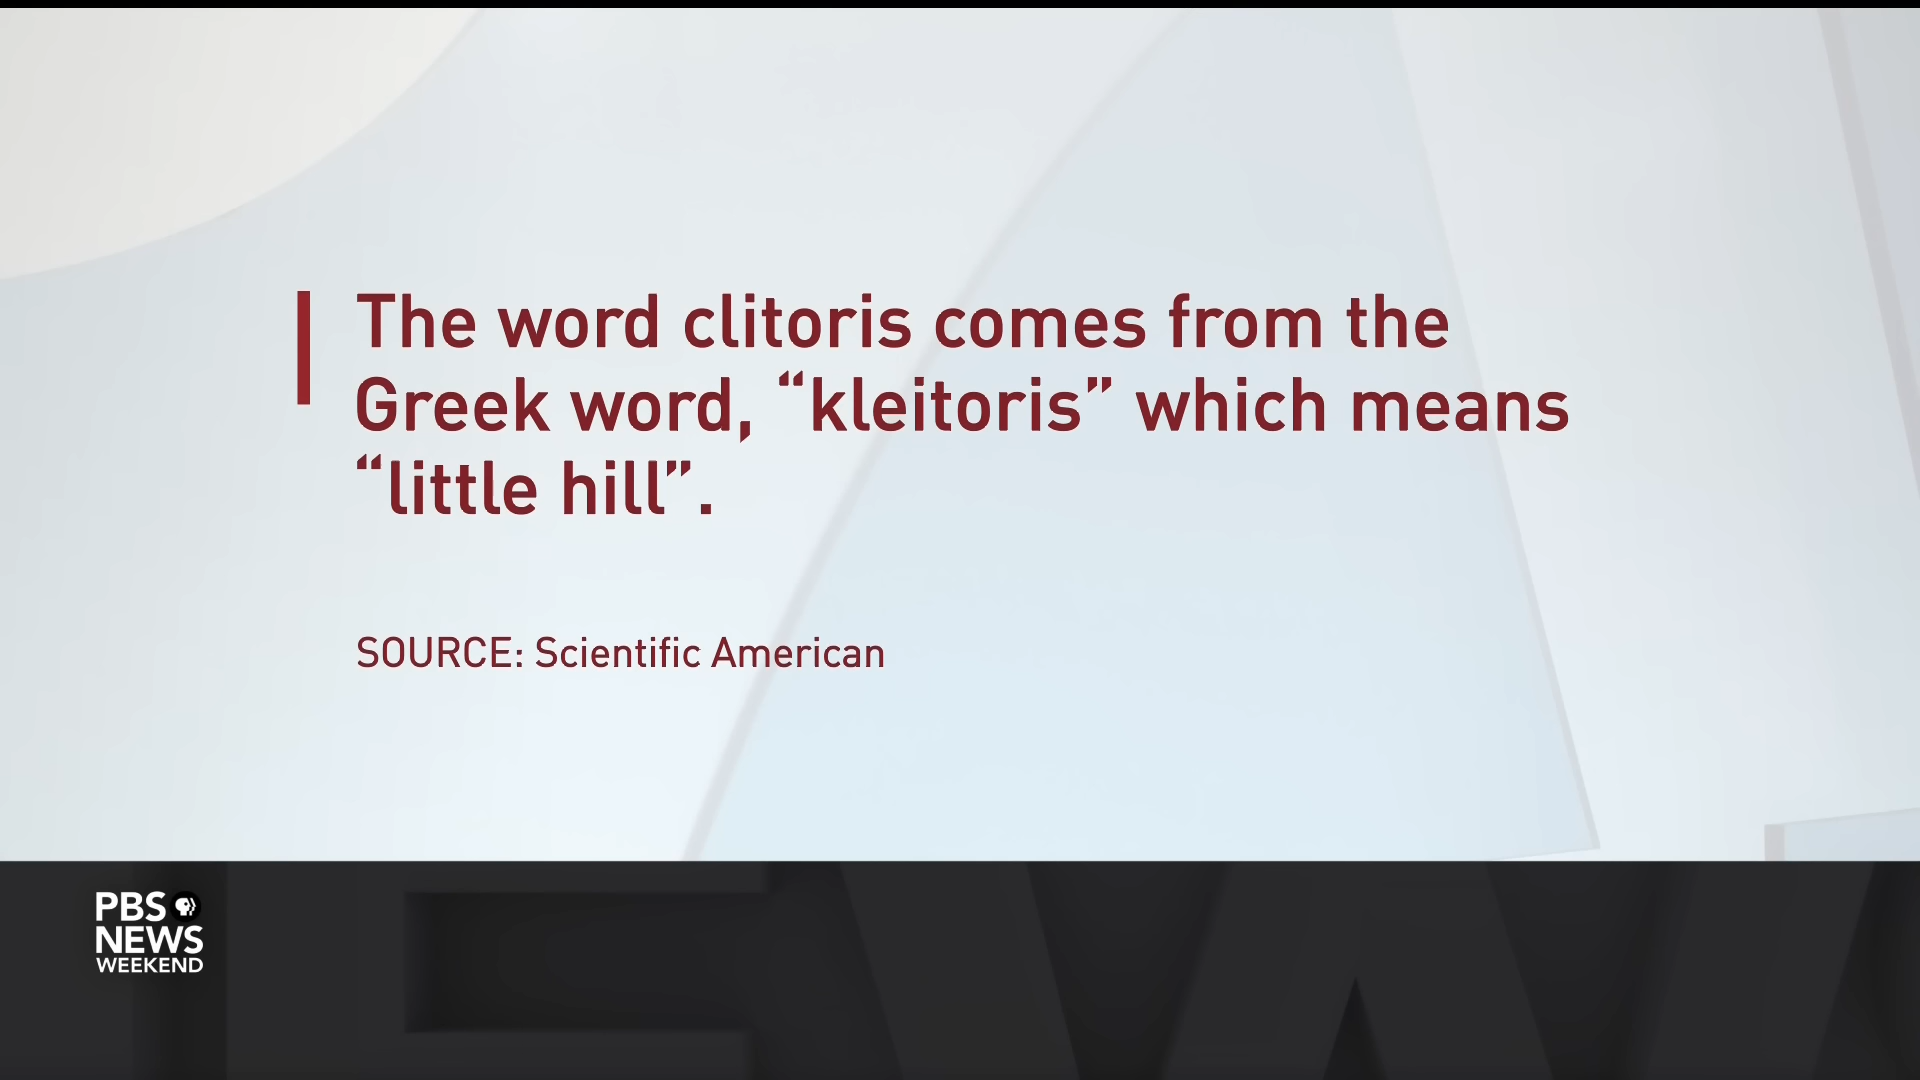 The word clitoris comes from the
Greek word, “kleitoris” which means
“little hill”.
SOURCE: Scientific American
PBS
NEWS
WEEKEND